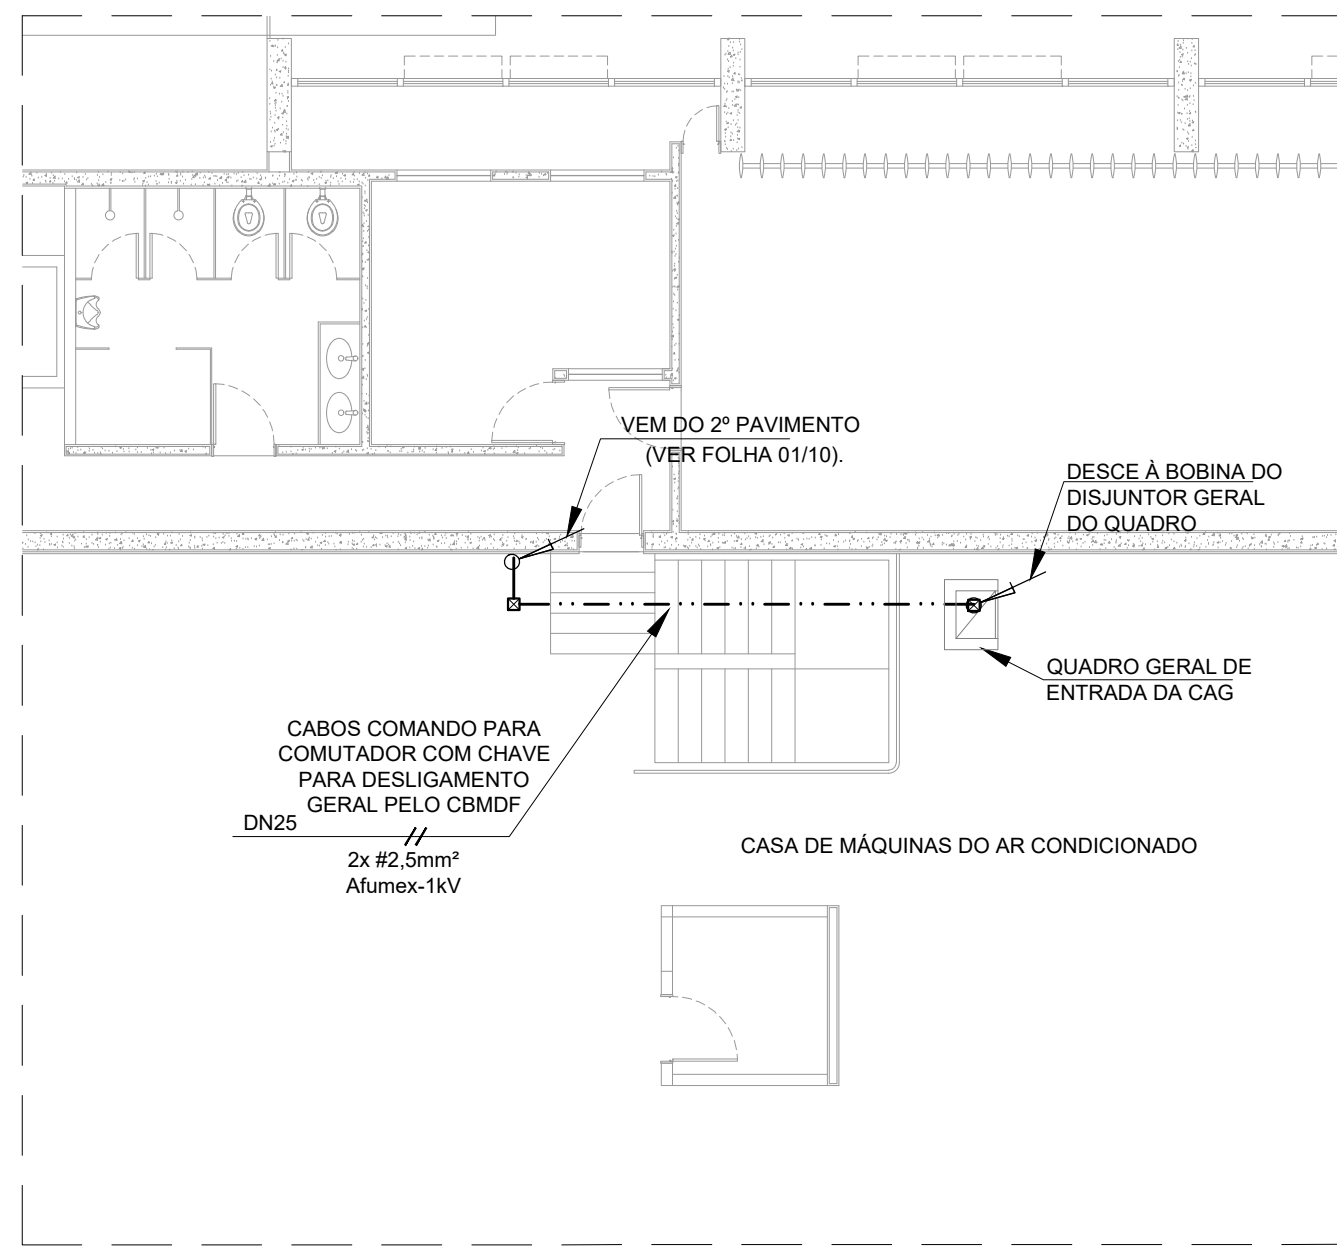 VEM DO 2º PAVIMENTO
(VER FOLHA 01/10).
DESCE À BOBINA DO
DISJUNTOR GERAL
DO QUADRO
QUADRO GERAL DE
ENTRADA DA CAG
CABOS COMANDO PARA
COMUTADOR COM CHAVE
PARA DESLIGAMENTO
GERAL PELO CBMDF
DN25
2x #2,5mm²
Afumex-1kV
CASA DE MÁQUINAS DO AR CONDICIONADO